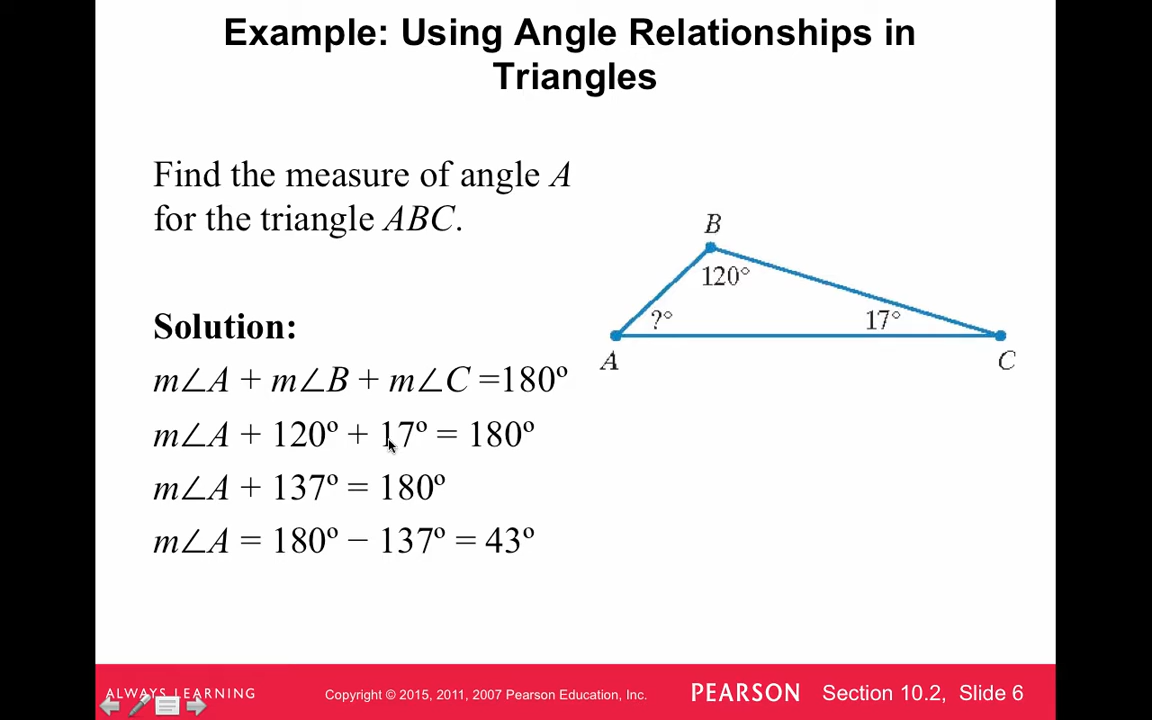 Example: Using Angle Relationships in
Triangles
Find the measure of angle A
for the triangle ABC.
B
120°
?°
17°
A
C
Solution:
m∠A + m∠B + m∠C =180º
m∠A + 120º + 17º = 180º
m∠A + 137º = 180º
m∠A = 180º − 137º = 43º
ALWAYS LEARNING
Copyright © 2015, 2011, 2007 Pearson Education, Inc.
PEARSON
Section 10.2, Slide 6